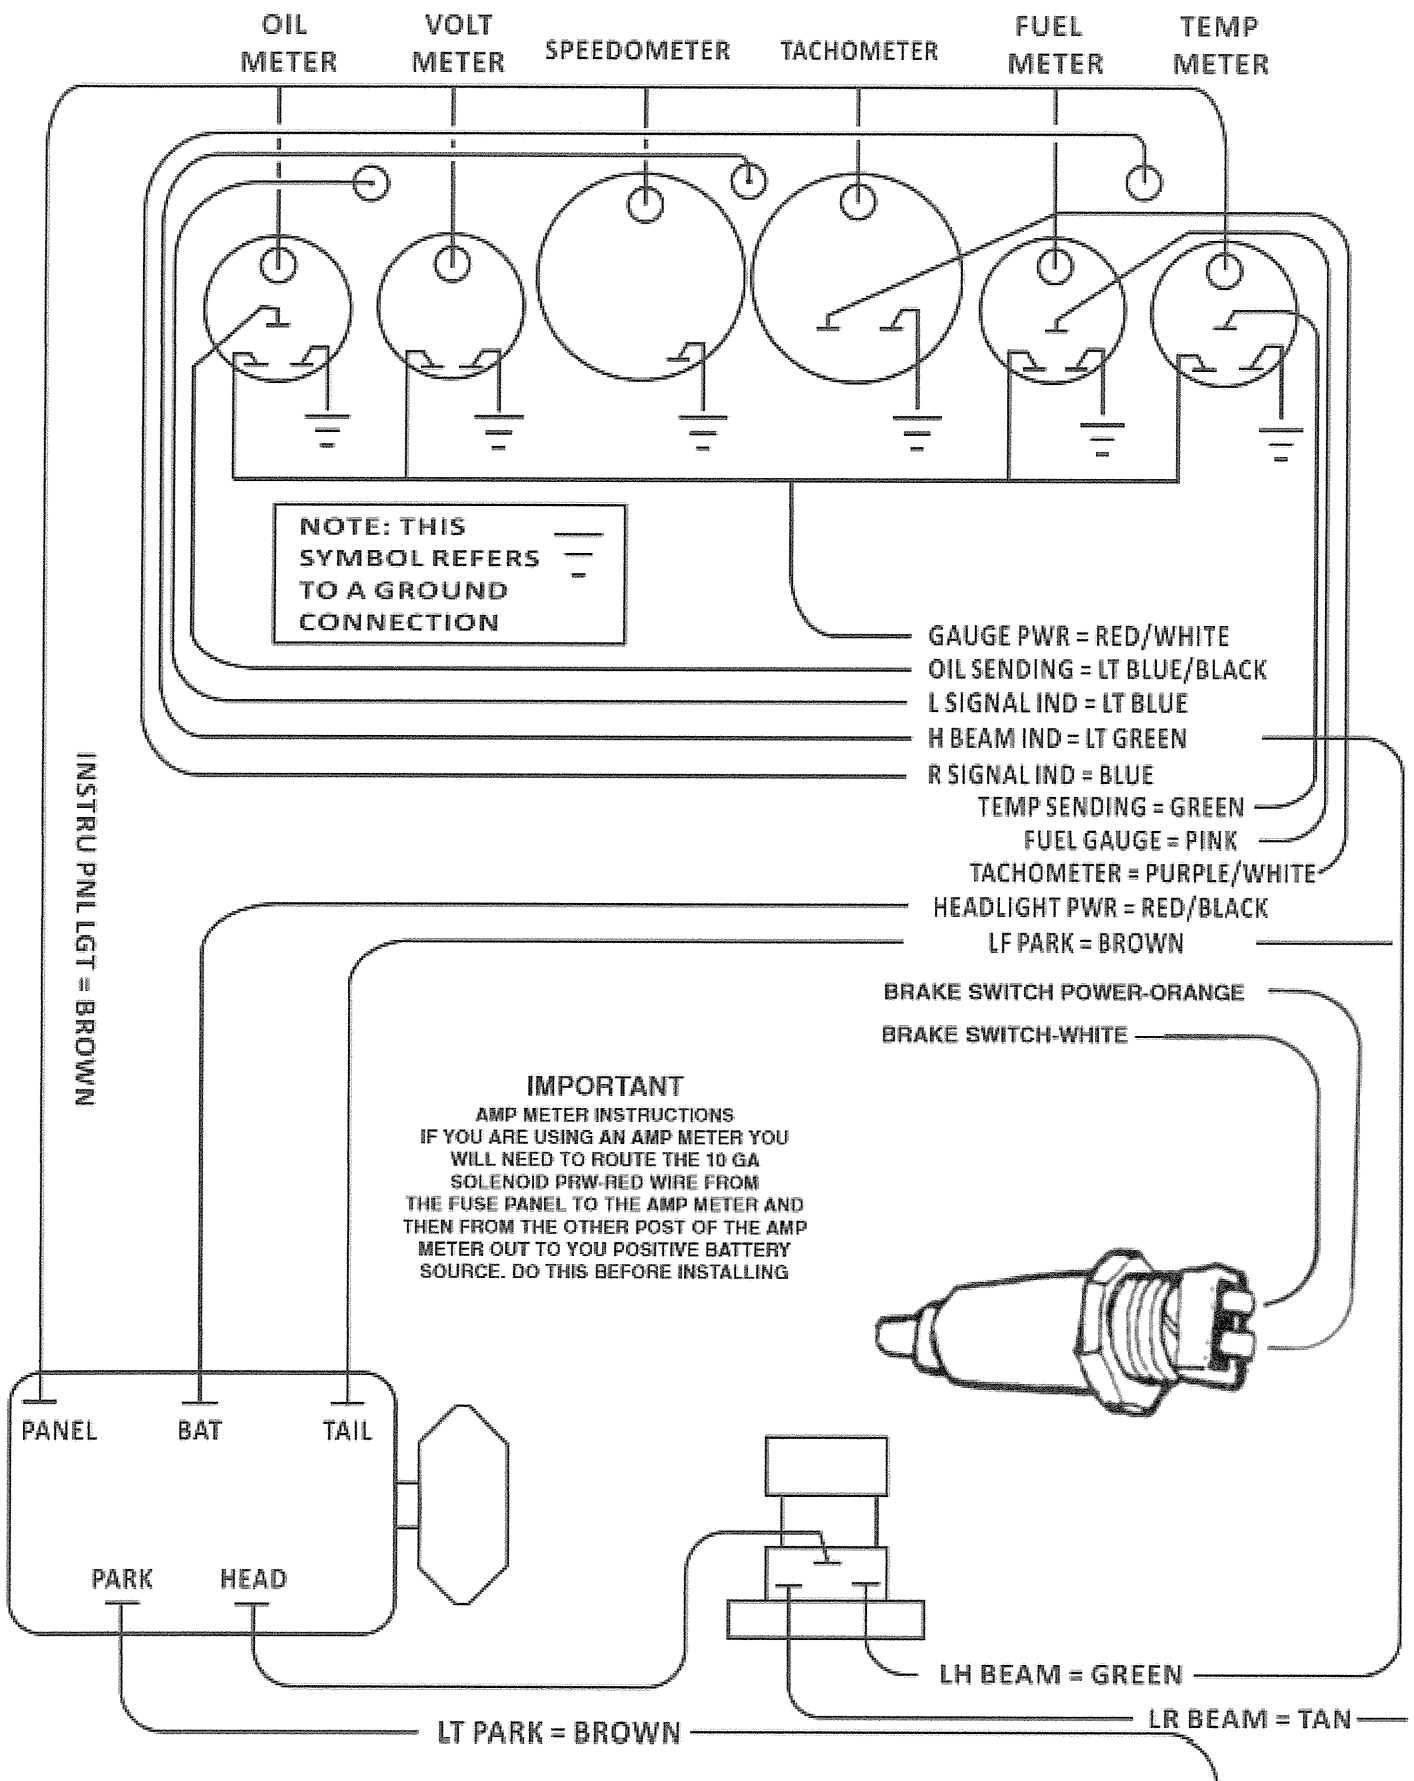 OIL
METER
VOLT
METER
SPEEDOMETER
TACHOMETER
FUEL
METER
TEMP
METER
NOTE: THIS
SYMBOL REFERS
TO A GROUND
CONNECTION
GAUGE PWR = RED/WHITE
OIL SENDING = LT BLUE/BLACK
L SIGNAL IND = LT BLUE
H BEAM IND = LT GREEN
R SIGNAL IND = BLUE
TEMP SENDING = GREEN
FUEL GAUGE = PINK
TACHOMETER = PURPLE/WHITE
HEADLIGHT PWR = RED/BLACK
LF PARK = BROWN
BRAKE SWITCH POWER-ORANGE
BRAKE SWITCH-WHITE
INSTRU PNL LGT = BROWN
IMPORTANT
AMP METER INSTRUCTIONS
IF YOU ARE USING AN AMP METER YOU
WILL NEED TO ROUTE THE 10 GA
SOLENOID PRW-RED WIRE FROM
THE FUSE PANEL TO THE AMP METER AND
THEN FROM THE OTHER POST OF THE AMP
METER OUT TO YOU POSITIVE BATTERY
SOURCE. DO THIS BEFORE INSTALLING
PANEL
BAT
TAIL
PARK
HEAD
LH BEAM = GREEN
LR BEAM = TAN
LT PARK = BROWN